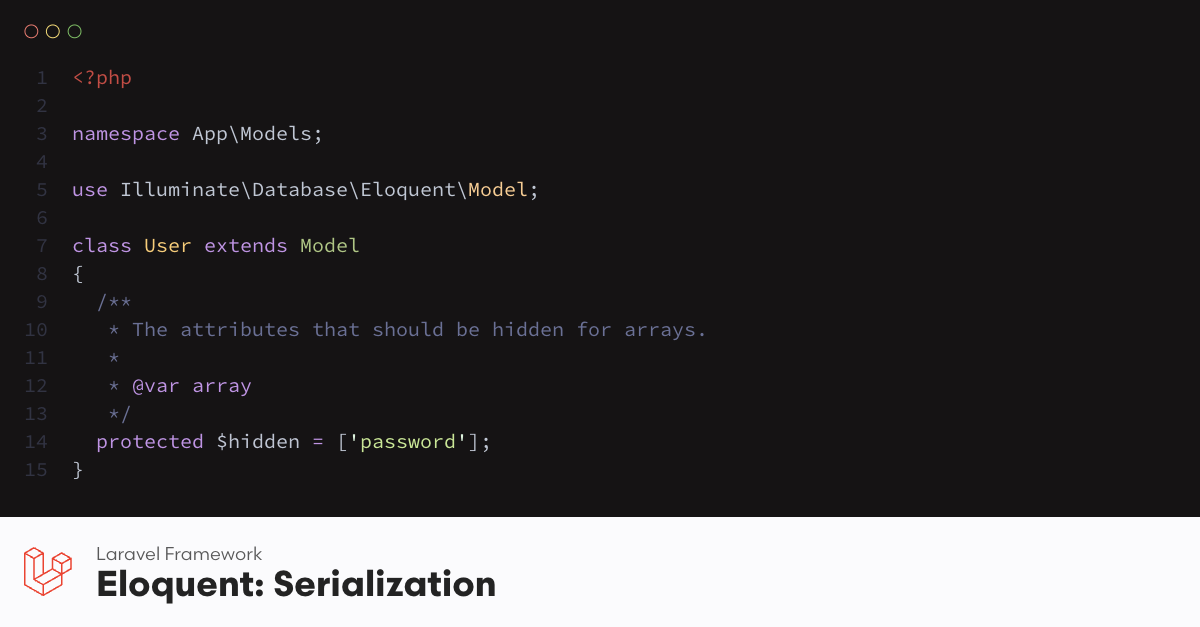 1 <?php
2
3 namespace App\Models;
4
5 use Illuminate\Database\Eloquent\Model;
6
7 class User extends Model
8 {
9   /**
10    * The attributes that should be hidden for arrays.
11    *
12    * @var array
13    */
14   protected $hidden = ['password'];
15 }
Laravel Framework
Eloquent: Serialization